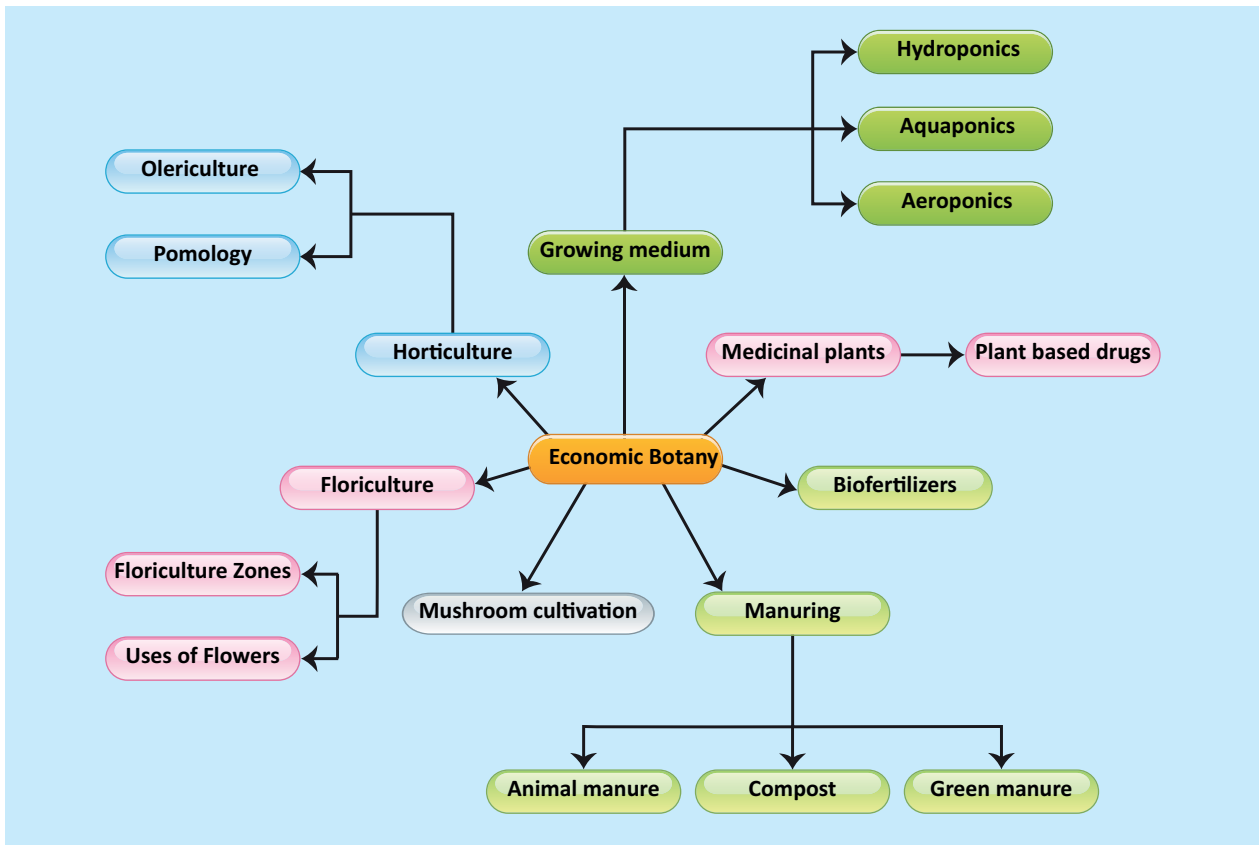 Hydroponics
Aquaponics
Aeroponics
Growing medium
Olericulture
Pomology
Horticulture
Medicinal plants
Plant based drugs
Economic Botany
Floriculture
Biofertilizers
Floriculture Zones
Uses of Flowers
Mushroom cultivation
Manuring
Animal manure
Compost
Green manure